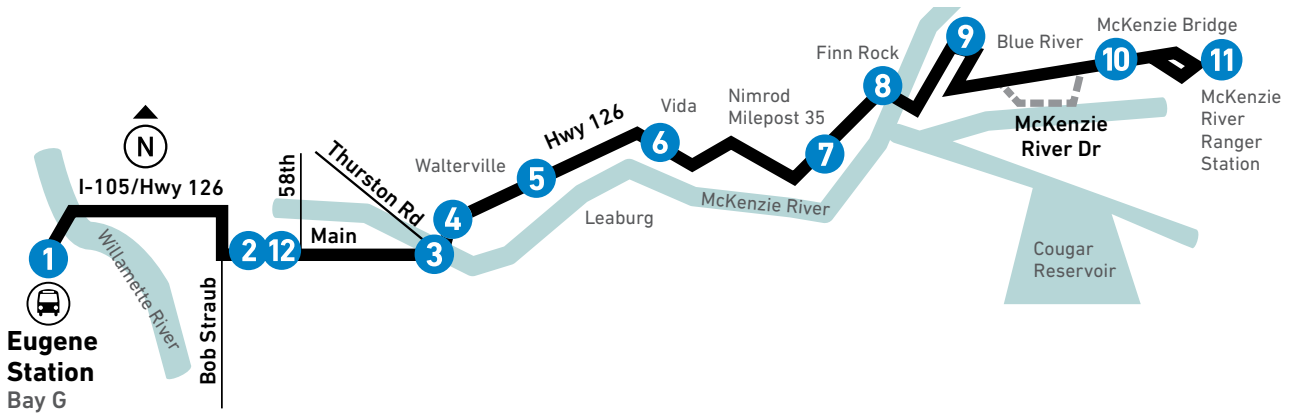 McKenzie Bridge
9
Blue River
Finn Rock
10
11
8
McKenzie
River
Ranger
Station
Nimrod
Milepost 35
Vida
Hwy 126
McKenzie
River Dr
N
6
7
Walterville
Thurston Rd
58th
5
I-105/Hwy 126
McKenzie River
Leaburg
4
Main
1
2
12
3
Willamette River
Cougar
Reservoir
Bob Straub
Eugene
Station
Bay G